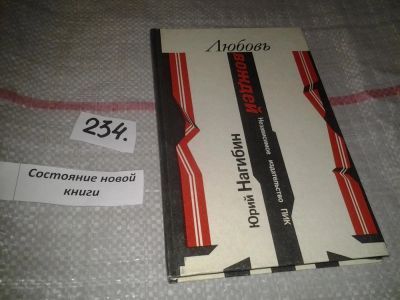 Любовь
вождей
Юрий Нагибин
Независимое издательство ПИК
234.
Состояние новой
книги